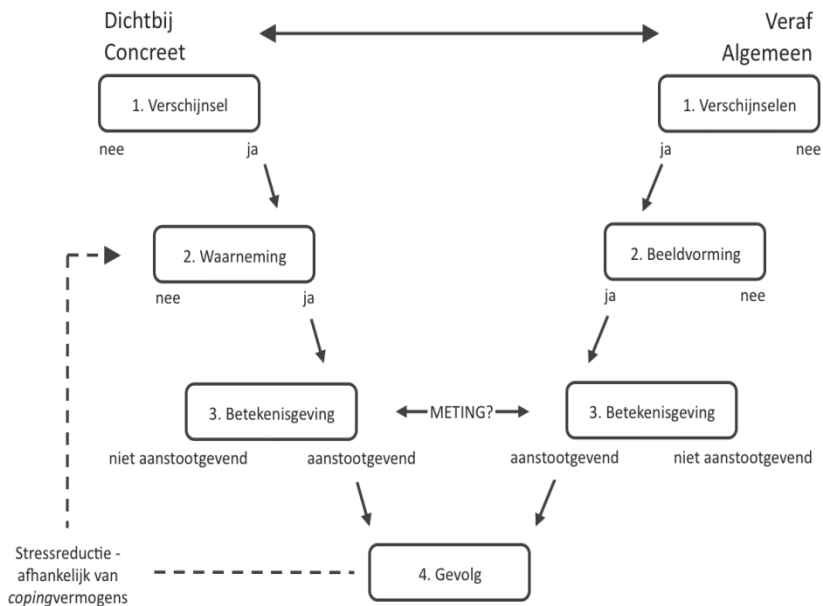 Dichtbij
Concreet
Veraf
Algemeen
1. Verschijnsel
1. Verschijnselen
nee ja
ja nee
2. Waarneming
2. Beeldvorming
nee ja
ja nee
3. Betekenisgeving
METING?
3. Betekenisgeving
niet aanstootgevend aanstootgevend
aanstootgevend niet aanstootgevend
Stressreductie -
afhankelijk van
copingvermogens
4. Gevolg